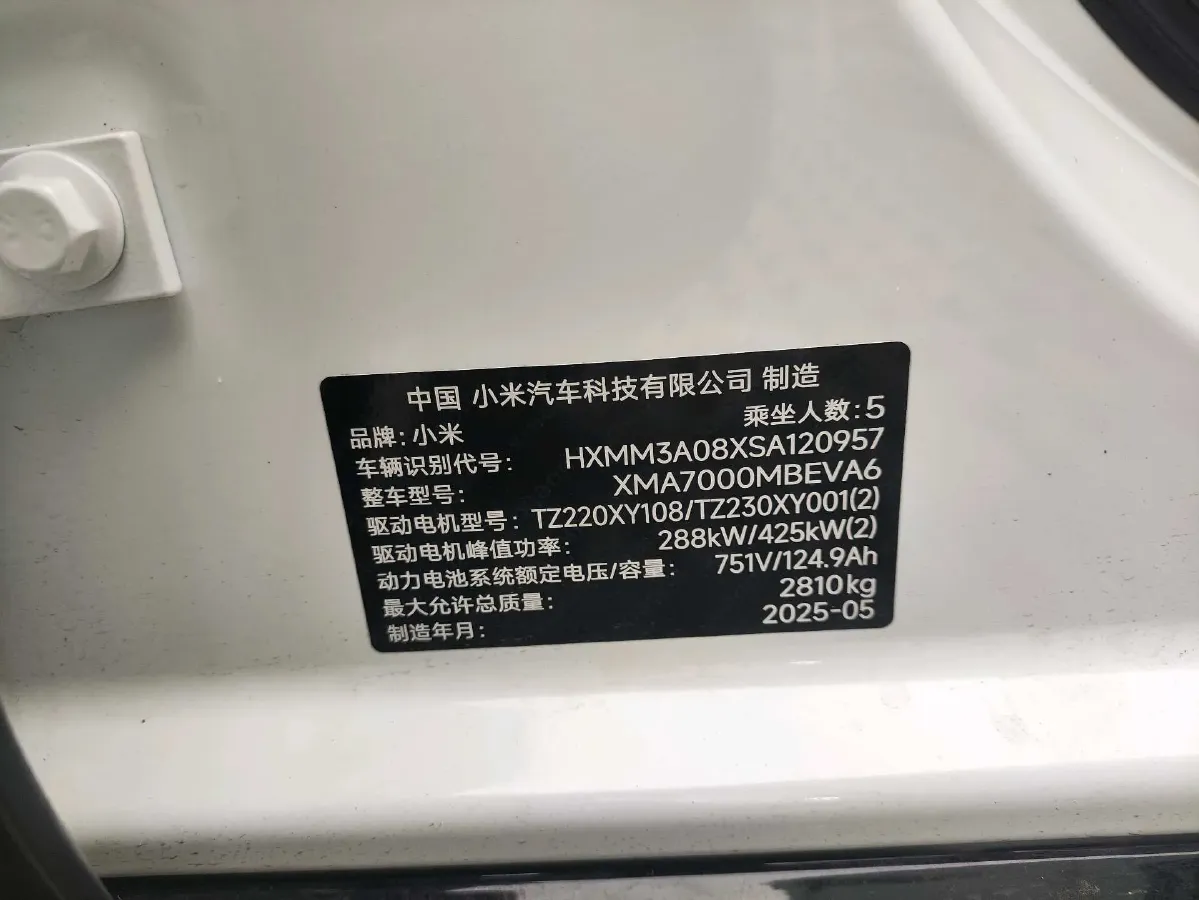 中国 小米汽车科技有限公司 制造
品牌: 小米 乘坐人数: 5
车辆识别代号: HXMM3A08XSA120957
整车型号: XMA7000MBEVA6
驱动电机型号: TZ220XY108/TZ230XY001(2)
驱动电机峰值功率: 288kW/425kW(2)
动力电池系统额定电压/容量: 751V/124.9Ah
最大允许总质量: 2810kg
制造年月: 2025-05